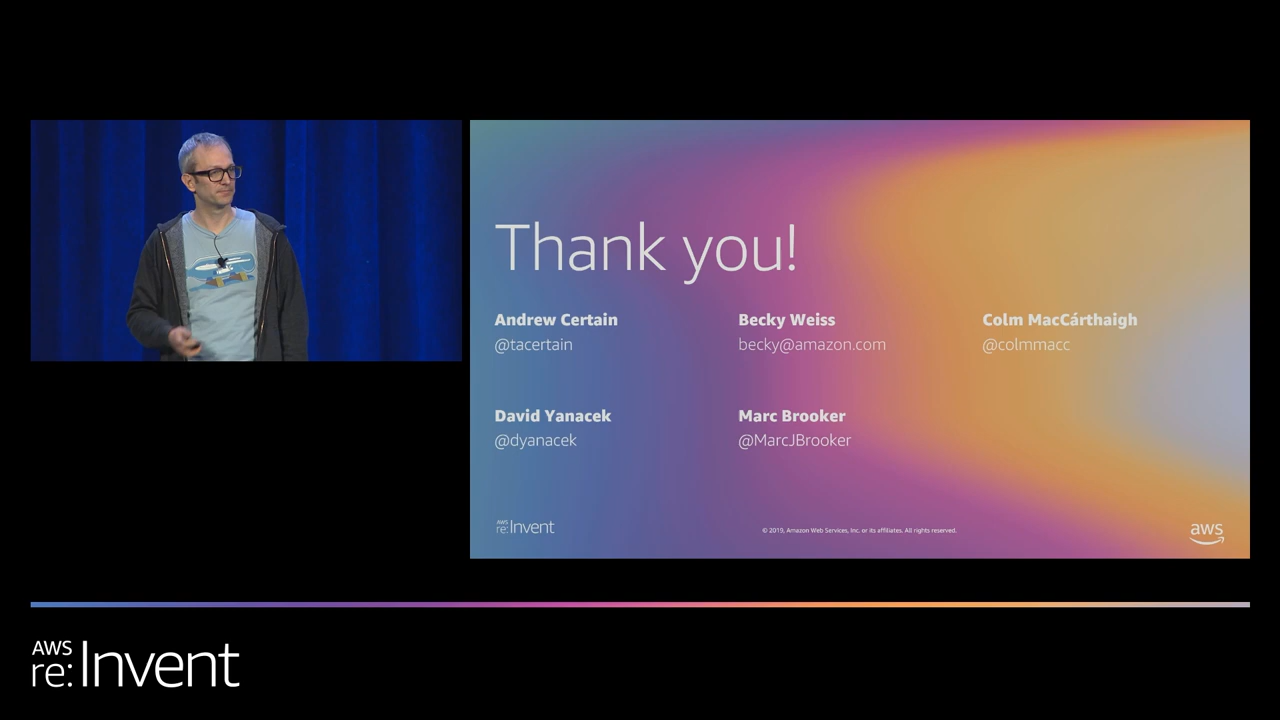 Thank you!
Andrew Certain
@tacertain
Becky Weiss
becky@amazon.com
Colm MacCárthaigh
@colmmacc
David Yanacek
@dyanacek
Marc Brooker
@MarcJBrooker
AWS
re:Invent
© 2019, Amazon Web Services, Inc. or its affiliates. All rights reserved.
aws
AWS
re:Invent